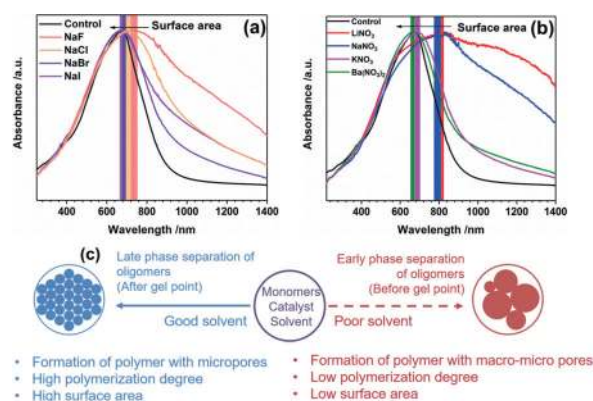 (a)
Surface area
Control
NaF
NaCl
NaBr
NaI
Absorbance /a.u.
400 600 800 1000 1200 1400
Wavelength /nm
(b)
Surface area
Control
LiNO₃
NaNO₃
KNO₃
Ba(NO₃)₂
Absorbance /a.u.
400 600 800 1000 1200 1400
Wavelength /nm
(c)
Late phase separation of
oligomers
(After gel point)
Good solvent
Monomers
Catalyst
Solvent
Early phase separation
of oligomers
(Before gel point)
Poor solvent
• Formation of polymer with micropores
• High polymerization degree
• High surface area
• Formation of polymer with macro-micro pores
• Low polymerization degree
• Low surface area